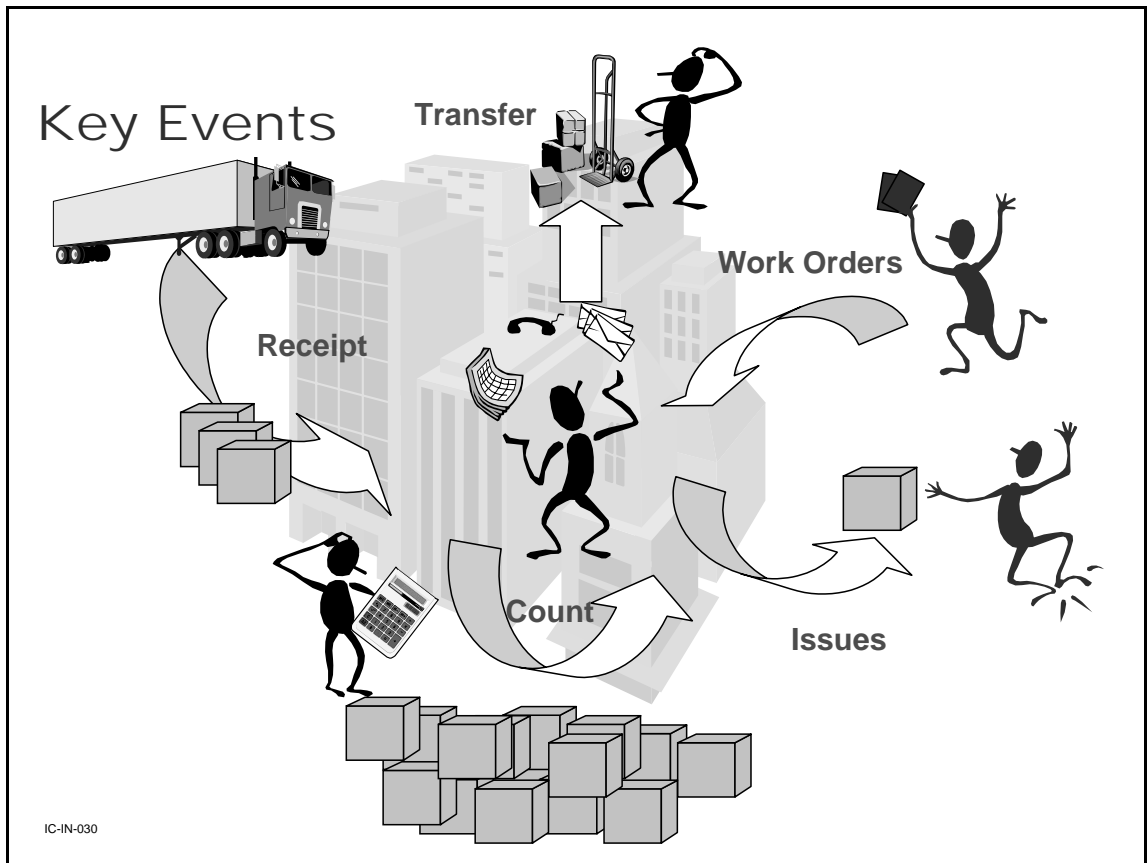 Key Events
Transfer
Work Orders
Receipt
Count
Issues
IC-IN-030